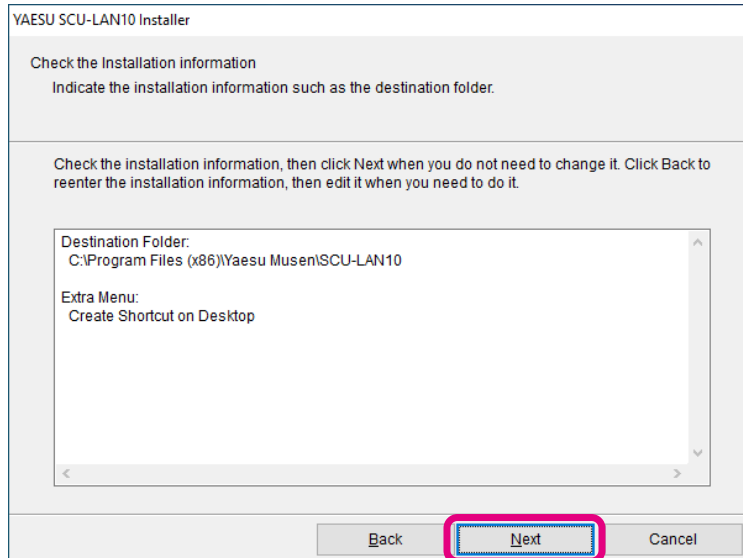 YAESU SCU-LAN10 Installer
Check the Installation information
Indicate the installation information such as the destination folder.
Check the installation information, then click Next when you do not need to change it. Click Back to
reenter the installation information, then edit it when you need to do it.
Destination Folder:
C:\Program Files (x86)\Yaesu Musen\SCU-LAN10
Extra Menu:
Create Shortcut on Desktop
Back Next Cancel